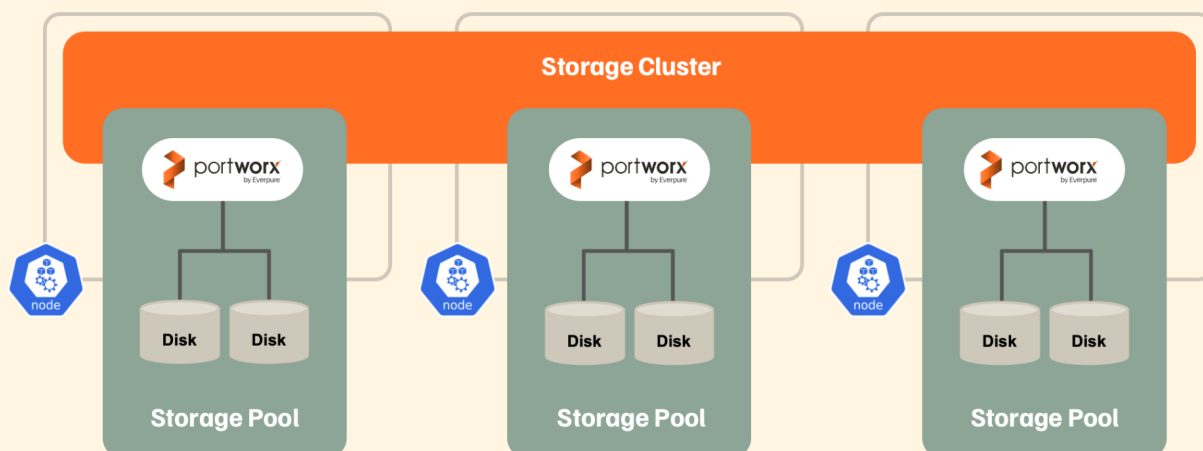 Storage Cluster
portworx
by Everpure
portworx
by Everpure
portworx
by Everpure
node
node
node
Disk
Disk
Disk
Disk
Disk
Disk
Storage Pool
Storage Pool
Storage Pool